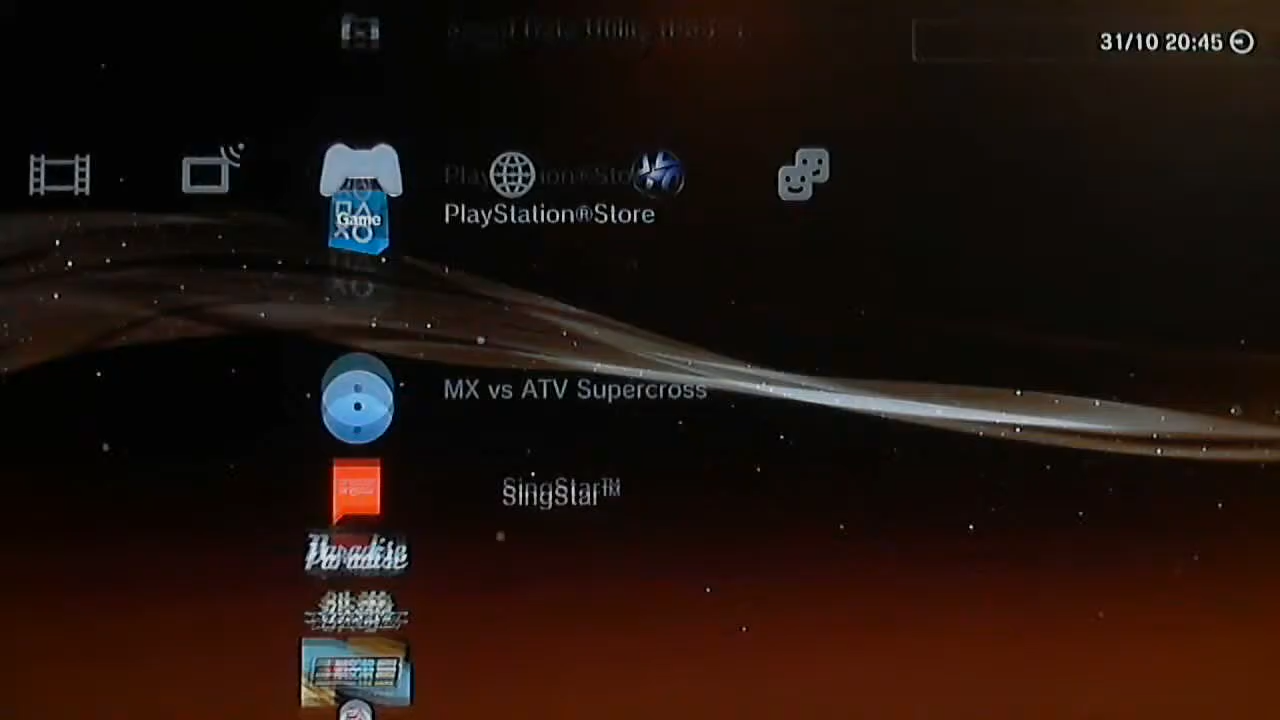 31/10 20:45
PlayStation®Store
Game
MX vs ATV Supercross
SingStar™
Paradise